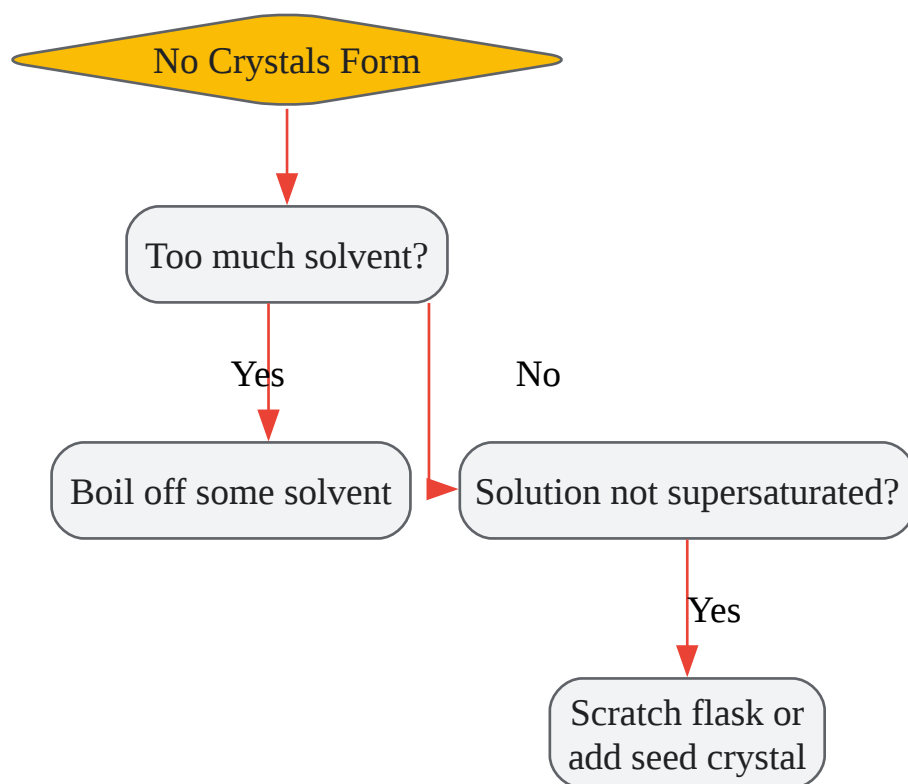 No Crystals Form
Too much solvent?
Yes
No
Boil off some solvent
Solution not supersaturated?
Yes
Scratch flask or
add seed crystal